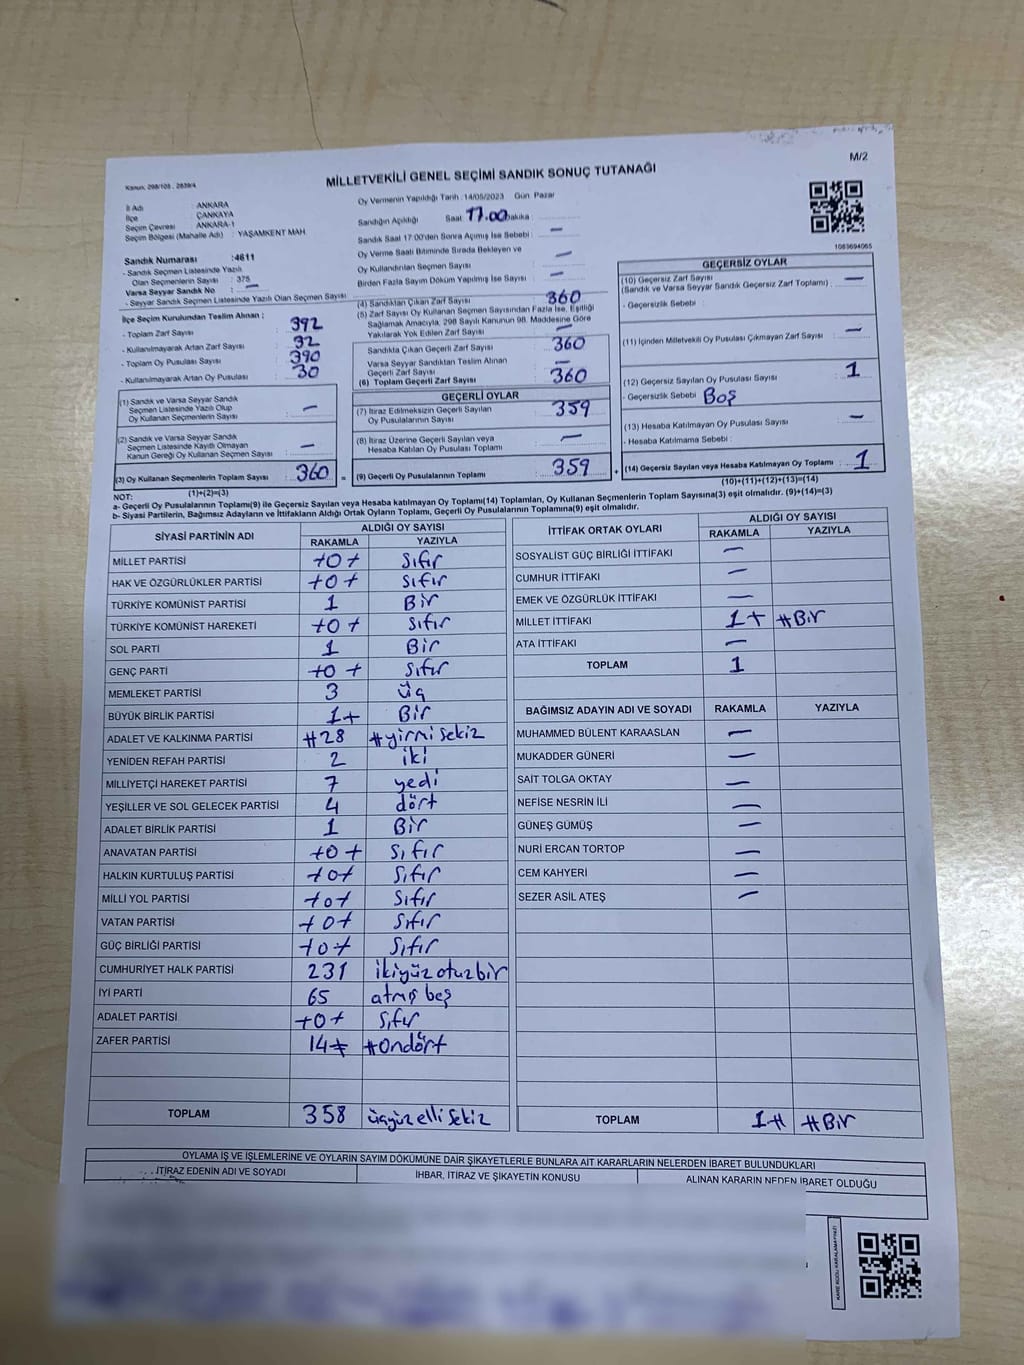 M/2
MİLLETVEKİLİ GENEL SEÇİMİ SANDIK SONUÇ TUTANAĞI
Kanun, 298/105 , 2839/4
İl Adı : ANKARA
İlçe : ÇANKAYA
Seçim Çevresi : ANKARA-1
Seçim Bölgesi (Mahalle Adı) : YAŞAMKENT MAH.
Sandık Numarası :4611
- Sandık Seçmen Listesinde Yazılı
Olan Seçmenlerin Sayısı : 375
Varsa Seyyar Sandık No : —
- Seyyar Sandık Seçmen Listesinde Yazılı Olan Seçmen Sayısı
İlçe Seçim Kurulundan Teslim Alınan ;
- Toplam Zarf Sayısı : 392
- Kullanılmayarak Artan Zarf Sayısı : 32
- Toplam Oy Pusulası Sayısı : 390
- Kullanılmayarak Artan Oy Pusulası : 30
(1) Sandık ve Varsa Seyyar Sandık
Seçmen Listesinde Yazılı Olup
Oy Kullanan Seçmenlerin Sayısı : —
(2) Sandık ve Varsa Seyyar Sandık
Seçmen Listesinde Kayıtlı Olmayan
Kanun Gereği Oy Kullanan Seçmen Sayısı : —
(3) Oy Kullanan Seçmenlerin Toplam Sayısı : 360
(1)+(2)=(3)
Oy Vermenin Yapıldığı Tarih :14/05/2023 Gün Pazar
Sandığın Açıldığı Saat 17.00 Dakika :
Sandık Saat 17:00'den Sonra Açımış İse Sebebi : —
Oy Verme Saati Bitiminde Sırada Bekleyen ve
Oy Kullandırılan Seçmen Sayısı —
Birden Fazla Sayım Döküm Yapılmış İse Sayısı : —
(4) Sandıktan Çıkan Zarf Sayısı 360
(5) Zarf Sayısı Oy Kullanan Seçmen Sayısından Fazla İse, Eşitliği
Sağlamak Amacıyla, 298 Sayılı Kanunun 98. Maddesine Göre
Yakılarak Yok Edilen Zarf Sayısı —
Sandıkta Çıkan Geçerli Zarf Sayısı : 360
Varsa Seyyar Sandıktan Teslim Alınan
Geçerli Zarf Sayısı : —
(6) Toplam Geçerli Zarf Sayısı : 360
GEÇERLİ OYLAR
(7) İtiraz Edilmeksizin Geçerli Sayılan
Oy Pusulalarının Sayısı : 359
(8) İtiraz Üzerine Geçerli Sayılan veya
Hesaba Katılan Oy Pusulası Toplamı : —
= (9) Geçerli Oy Pusulalarının Toplamı : 359
1083694065
GEÇERSİZ OYLAR
(10) Geçersiz Zarf Sayısı
(Sandık ve Varsa Seyyar Sandık Geçersiz Zarf Toplamı) : —
- Geçersizlik Sebebi :
(11) İçinden Milletvekili Oy Pusulası Çıkmayan Zarf Sayısı : —
(12) Geçersiz Sayılan Oy Pusulası Sayısı : 1
- Geçersizlik Sebebi : Boş
(13) Hesaba Katılmayan Oy Pusulası Sayısı : —
- Hesaba Katılmama Sebebi :
+ (14) Geçersiz Sayılan veya Hesaba Katılmayan Oy Toplamı : 1
(10)+(11)+(12)+(13)=(14)
NOT:
a- Geçerli Oy Pusulalarının Toplamı(9) ile Geçersiz Sayılan veya Hesaba katılmayan Oy Toplamı(14) Toplamları, Oy Kullanan Seçmenlerin Toplam Sayısına(3) eşit olmalıdır. (9)+(14)=(3)
b- Siyasi Partilerin, Bağımsız Adayların ve İttifakların Aldığı Ortak Oyların Toplamı, Geçerli Oy Pusulalarının Toplamına(9) eşit olmalıdır.
SİYASİ PARTİNİN ADI ALDIĞI OY SAYISI
RAKAMLA YAZIYLA
MİLLET PARTİSİ +0+ Sıfır
HAK VE ÖZGÜRLÜKLER PARTİSİ +0+ Sıfır
TÜRKİYE KOMÜNİST PARTİSİ 1 Bir
TÜRKİYE KOMÜNİST HAREKETİ +0+ Sıfır
SOL PARTİ 1 Bir
GENÇ PARTİ +0+ Sıfır
MEMLEKET PARTİSİ 3 üç
BÜYÜK BİRLİK PARTİSİ 1+ Bir
ADALET VE KALKINMA PARTİSİ #28 #yirmi sekiz
YENİDEN REFAH PARTİSİ 2 iki
MİLLİYETÇİ HAREKET PARTİSİ 7 yedi
YEŞİLLER VE SOL GELECEK PARTİSİ 4 dört
ADALET BİRLİK PARTİSİ 1 Bir
ANAVATAN PARTİSİ +0+ Sıfır
HALKIN KURTULUŞ PARTİSİ +0+ Sıfır
MİLLİ YOL PARTİSİ +0+ Sıfır
VATAN PARTİSİ +0+ Sıfır
GÜÇ BİRLİĞİ PARTİSİ +0+ Sıfır
CUMHURİYET HALK PARTİSİ 231 ikiyüz otuz bir
İYİ PARTİ 65 atmış beş
ADALET PARTİSİ +0+ Sıfır
ZAFER PARTİSİ 14# #Ondört
TOPLAM 358 üçyüz elli sekiz
İTTİFAK ORTAK OYLARI ALDIĞI OY SAYISI
RAKAMLA YAZIYLA
SOSYALİST GÜÇ BİRLİĞİ İTTİFAKI —
CUMHUR İTTİFAKI —
EMEK VE ÖZGÜRLÜK İTTİFAKI —
MİLLET İTTİFAKI 1+ #Bir
ATA İTTİFAKI —
TOPLAM 1
BAĞIMSIZ ADAYIN ADI VE SOYADI RAKAMLA YAZIYLA
MUHAMMED BÜLENT KARAASLAN —
MUKADDER GÜNERİ —
SAİT TOLGA OKTAY —
NEFİSE NESRİN İLİ —
GÜNEŞ GÜMÜŞ —
NURİ ERCAN TORTOP —
CEM KAHYERİ —
SEZER ASİL ATEŞ —
TOPLAM 1# #Bir
OYLAMA İŞ VE İŞLEMLERİNE VE OYLARIN SAYIM DÖKÜMÜNE DAİR ŞİKAYETLERLE BUNLARA AİT KARARLARIN NELERDEN İBARET BULUNDUKLARI
İTİRAZ EDENİN ADI VE SOYADI İHBAR, İTİRAZ VE ŞİKAYETİN KONUSU ALINAN KARARIN NEDEN İBARET OLDUĞU
KARE KODU KARALAMAYINIZ!